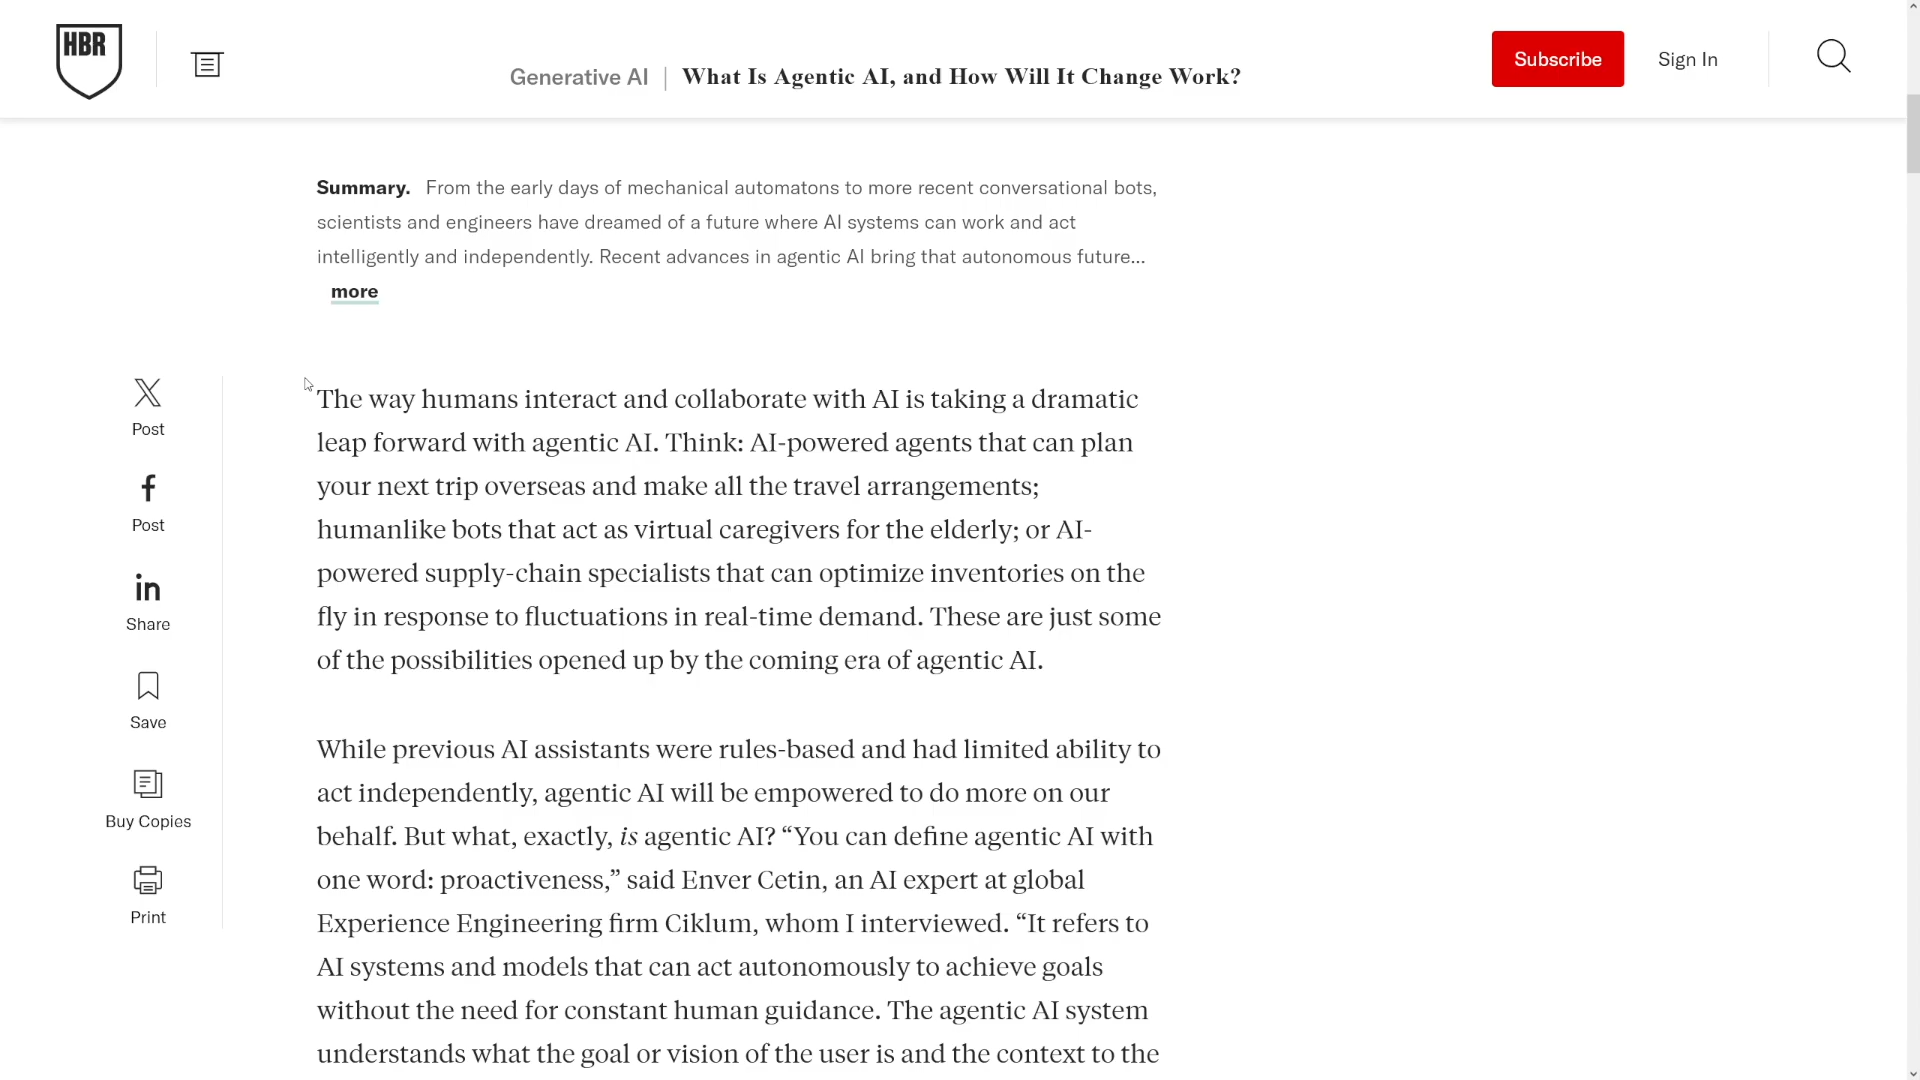 HBR
Generative AI | What Is Agentic AI, and How Will It Change Work?
Subscribe
Sign In
Summary. From the early days of mechanical automatons to more recent conversational bots,
scientists and engineers have dreamed of a future where AI systems can work and act
intelligently and independently. Recent advances in agentic AI bring that autonomous future...
more
Post
Post
Share
Save
Buy Copies
Print
The way humans interact and collaborate with AI is taking a dramatic
leap forward with agentic AI. Think: AI-powered agents that can plan
your next trip overseas and make all the travel arrangements;
humanlike bots that act as virtual caregivers for the elderly; or AI-
powered supply-chain specialists that can optimize inventories on the
fly in response to fluctuations in real-time demand. These are just some
of the possibilities opened up by the coming era of agentic AI.
While previous AI assistants were rules-based and had limited ability to
act independently, agentic AI will be empowered to do more on our
behalf. But what, exactly, is agentic AI? “You can define agentic AI with
one word: proactiveness,” said Enver Cetin, an AI expert at global
Experience Engineering firm Ciklum, whom I interviewed. “It refers to
AI systems and models that can act autonomously to achieve goals
without the need for constant human guidance. The agentic AI system
understands what the goal or vision of the user is and the context to the